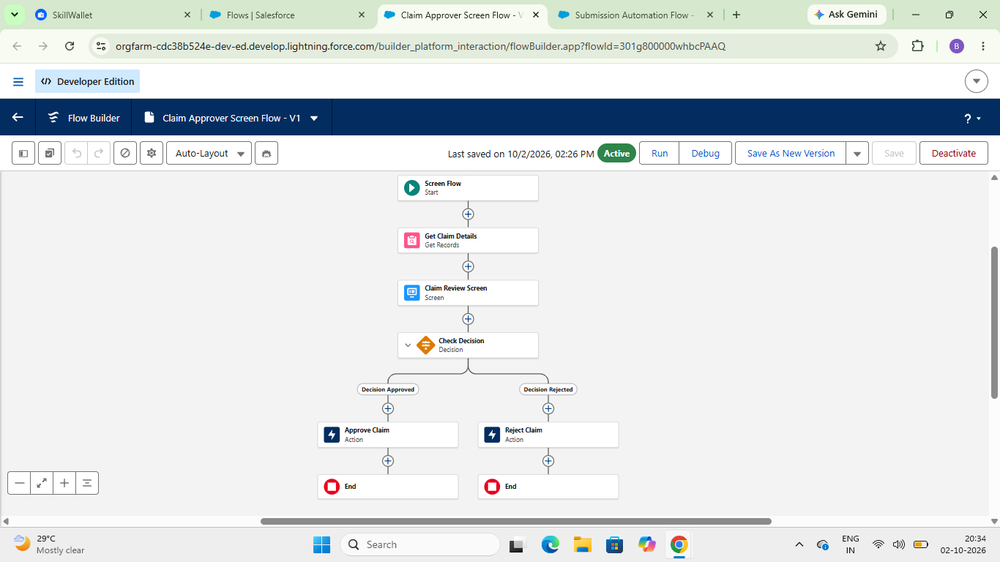 SkillWallet
Flows | Salesforce
Claim Approver Screen Flow - V
Submission Automation Flow -
Ask Gemini
orgfarm-cdc38b524e-dev-ed.develop.lightning.force.com/builder_platform_interaction/flowBuilder.app?flowId=301g800000whbcPAAQ
B
Developer Edition
Flow Builder
Claim Approver Screen Flow - V1
?
Auto-Layout
Last saved on 10/2/2026, 02:26 PM
Active
Run
Debug
Save As New Version
Save
Deactivate
Screen Flow
Start
Get Claim Details
Get Records
Claim Review Screen
Screen
Check Decision
Decision
Decision Approved
Decision Rejected
Approve Claim
Action
Reject Claim
Action
End
End
29°C
Mostly clear
Search
ENG
IN
20:34
02-10-2026